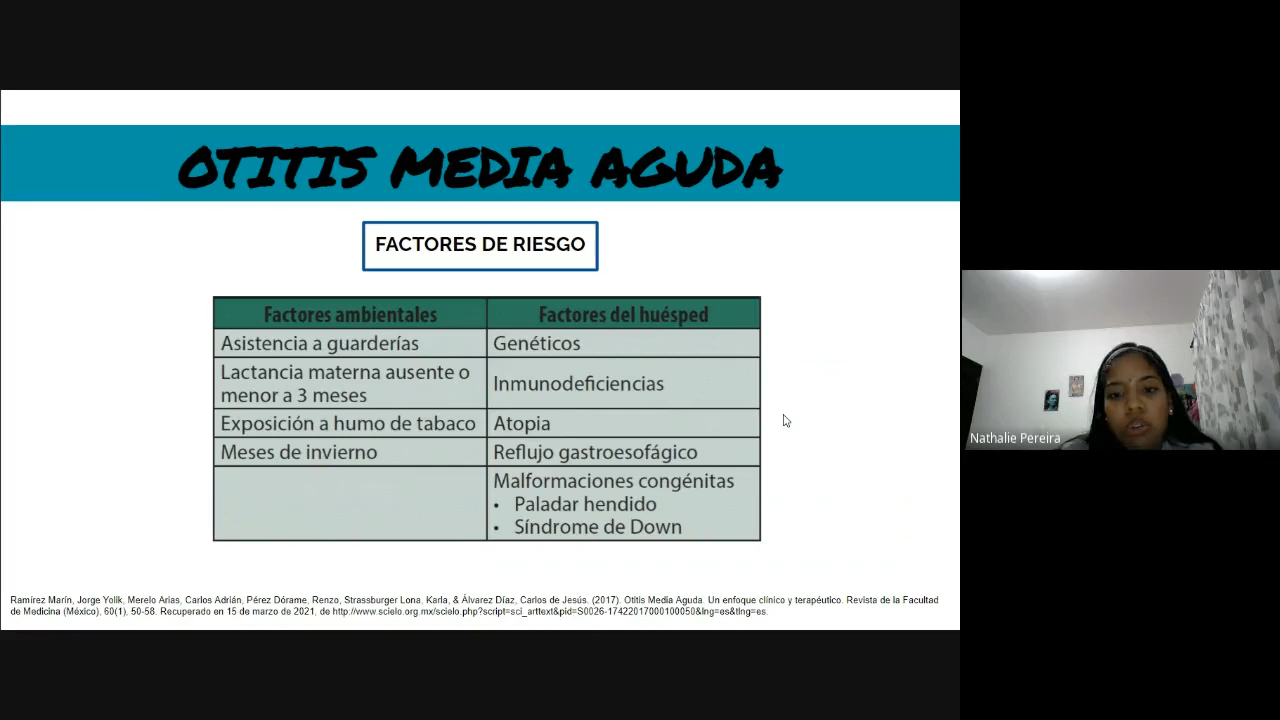 OTITIS MEDIA AGUDA
FACTORES DE RIESGO
Factores ambientales Factores del huésped
Asistencia a guarderías Genéticos
Lactancia materna ausente o
menor a 3 meses Inmunodeficiencias
Exposición a humo de tabaco Atopia
Meses de invierno Reflujo gastroesofágico
Malformaciones congénitas
• Paladar hendido
• Síndrome de Down
Nathalie Pereira
Ramírez Marín, Jorge Yolik, Merelo Arias, Carlos Adrián, Pérez Dórame, Renzo, Strassburger Lona, Karla, & Álvarez Díaz, Carlos de Jesús. (2017). Otitis Media Aguda. Un enfoque clínico y terapéutico. Revista de la Facultad
de Medicina (México), 60(1), 50-58. Recuperado en 15 de marzo de 2021, de http://www.scielo.org.mx/scielo.php?script=sci_arttext&pid=S0026-17422017000100050&lng=es&tlng=es.